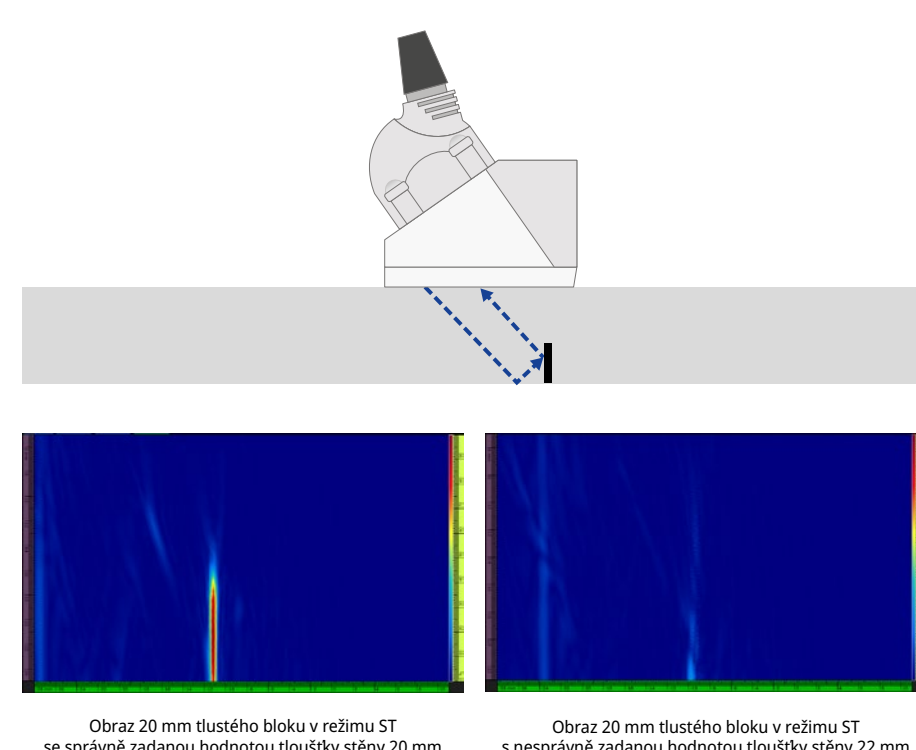 Obraz 20 mm tlustého bloku v režimu ST
se správně zadanou hodnotou tloušťky stěny 20 mm
Obraz 20 mm tlustého bloku v režimu ST
s nesprávně zadanou hodnotou tloušťky stěny 22 mm